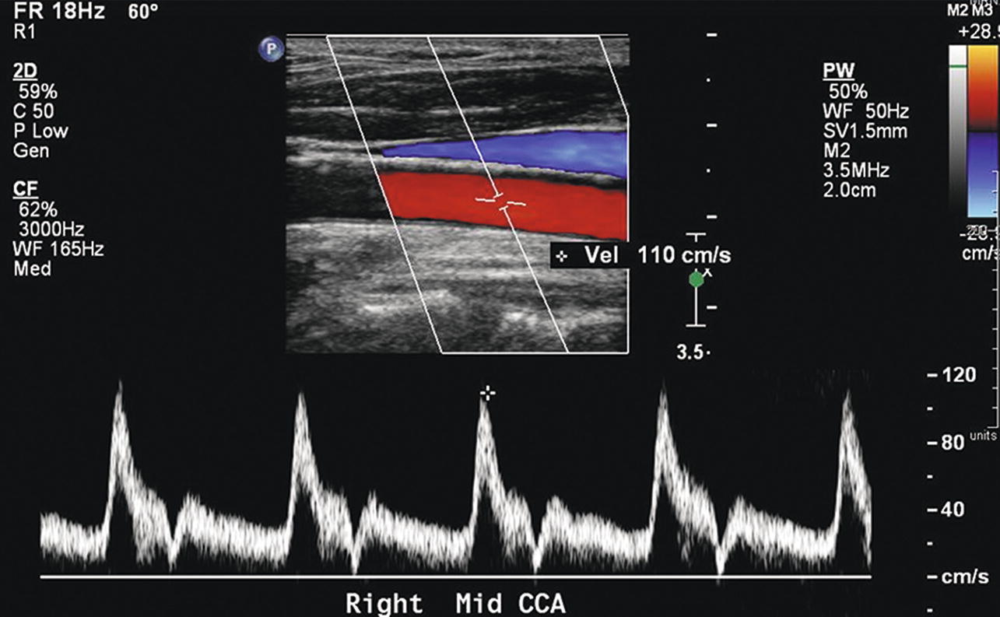 FR 18Hz 60°
R1
2D
59%
C 50
P Low
Gen
CF
62%
3000Hz
WF 165Hz
Med
P
M2 M3
+28.
PW
50%
WF 50Hz
SV1.5mm
M2
3.5MHz
2.0cm
cm/s
Vel 110 cm/s
x
3.5
120
80
units
40
cm/s
Right Mid CCA